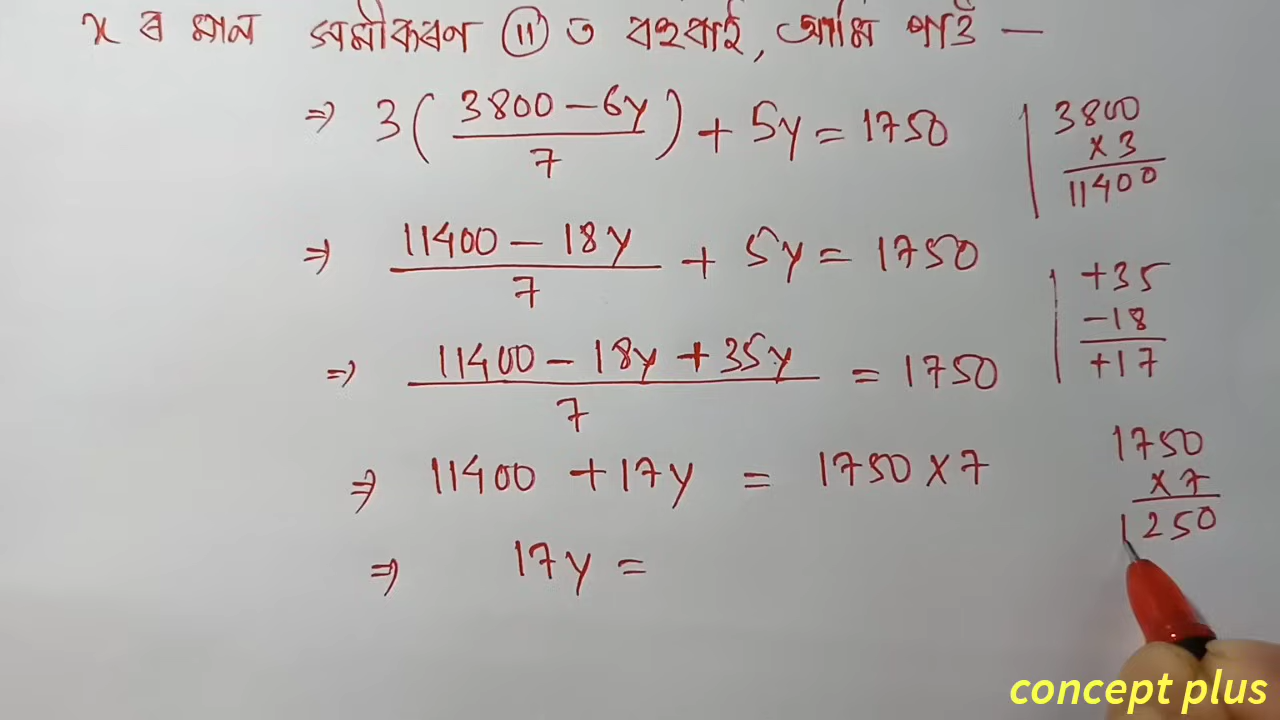 x ৰ মান সমীকৰণ (ii) ত বহুৱাই, আমি পাওঁ —
⇒ 3(3800 − 6y / 7) + 5y = 1750
3800
× 3
11400
⇒ 11400 − 18y / 7 + 5y = 1750
+35
−18
+17
⇒ 11400 − 18y + 35y / 7 = 1750
⇒ 11400 + 17y = 1750 × 7
1750
× 7
1250
⇒ 17y =
concept plus